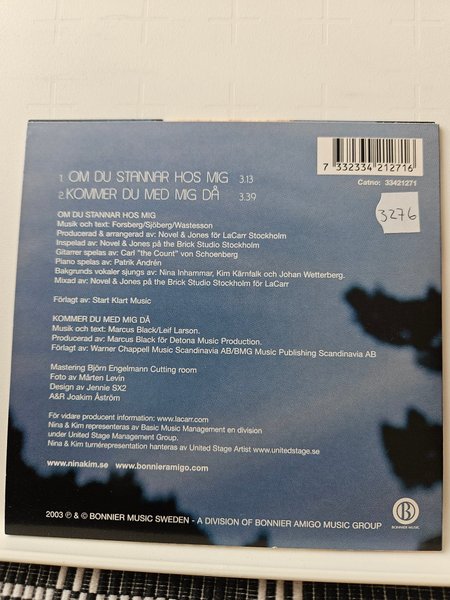 7 332334 212716
Catno: 33421271
3276
1. OM DU STANNAR HOS MIG 3.13
2. KOMMER DU MED MIG DÅ 3.39
OM DU STANNAR HOS MIG
Musik och text: Forsberg/Sjöberg/Wastesson
Producerad & arrangerad av: Novel & Jones för LaCarr Stockholm
Inspelad av: Novel & Jones på the Brick Studio Stockholm
Gitarrer spelas av: Carl "the Count" von Schoenberg
Piano spelas av: Patrik Andrén
Bakgrunds vokaler sjungs av: Nina Inhammar, Kim Kärnfalk och Johan Wetterberg.
Mixad av: Novel & Jones på the Brick Studio Stockholm för LaCarr
Förlagt av: Start Klart Music
KOMMER DU MED MIG DÅ
Musik och text: Marcus Black/Leif Larson.
Producerad av: Marcus Black för Detona Music Production.
Förlagt av: Warner Chappell Music Scandinavia AB/BMG Music Publishing Scandinavia AB
Mastering Björn Engelmann Cutting room
Foto av Mårten Levin
Design av Jennie SX2
A&R Joakim Åström
För vidare producent information: www.lacarr.com
Nina & Kim representeras av Basic Music Management en division
under United Stage Management Group.
Nina & Kim turnérepresentation hanteras av United Stage Artist www.unitedstage.se
www.ninakim.se www.bonnieramigo.com
2003 ℗ & © BONNIER MUSIC SWEDEN - A DIVISION OF BONNIER AMIGO MUSIC GROUP
B
BONNIER MUSIC